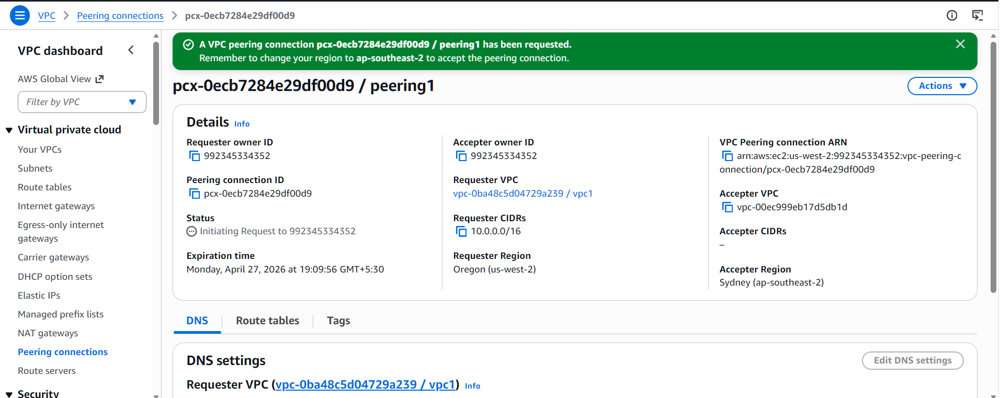 VPC
Peering connections
pcx-0ecb7284e29df00d9
VPC dashboard
AWS Global View
Filter by VPC
Virtual private cloud
Your VPCs
Subnets
Route tables
Internet gateways
Egress-only internet
gateways
Carrier gateways
DHCP option sets
Elastic IPs
Managed prefix lists
NAT gateways
Peering connections
Route servers
Security
A VPC peering connection pcx-0ecb7284e29df00d9 / peering1 has been requested.
Remember to change your region to ap-southeast-2 to accept the peering connection.
pcx-0ecb7284e29df00d9 / peering1
Actions
Details Info
Requester owner ID
992345334352
Peering connection ID
pcx-0ecb7284e29df00d9
Status
Initiating Request to 992345334352
Expiration time
Monday, April 27, 2026 at 19:09:56 GMT+5:30
Accepter owner ID
992345334352
Requester VPC
vpc-0ba48c5d04729a239 / vpc1
Requester CIDRs
10.0.0.0/16
Requester Region
Oregon (us-west-2)
VPC Peering connection ARN
arn:aws:ec2:us-west-2:992345334352:vpc-peering-c
onnection/pcx-0ecb7284e29df00d9
Accepter VPC
vpc-00ec999eb17d5db1d
Accepter CIDRs
–
Accepter Region
Sydney (ap-southeast-2)
DNS
Route tables
Tags
DNS settings
Edit DNS settings
Requester VPC (vpc-0ba48c5d04729a239 / vpc1) Info